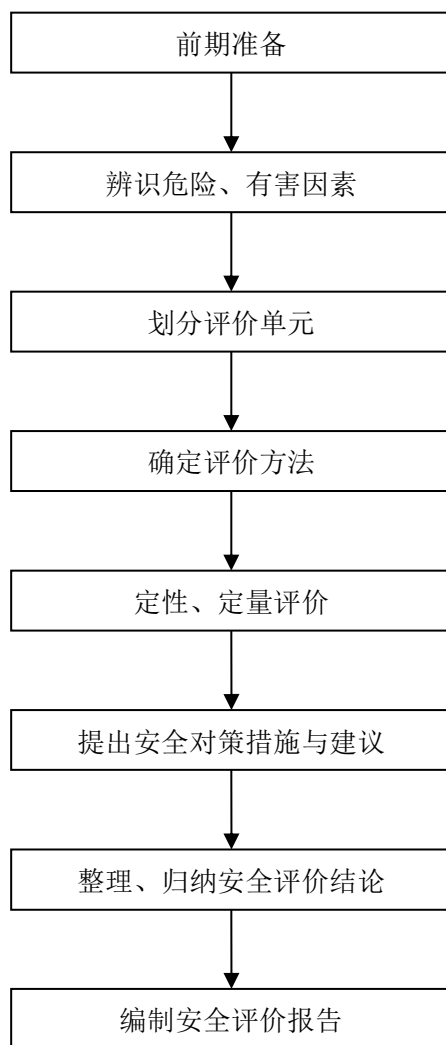 前期准备
辨识危险、有害因素
划分评价单元
确定评价方法
定性、定量评价
提出安全对策措施与建议
整理、归纳安全评价结论
编制安全评价报告